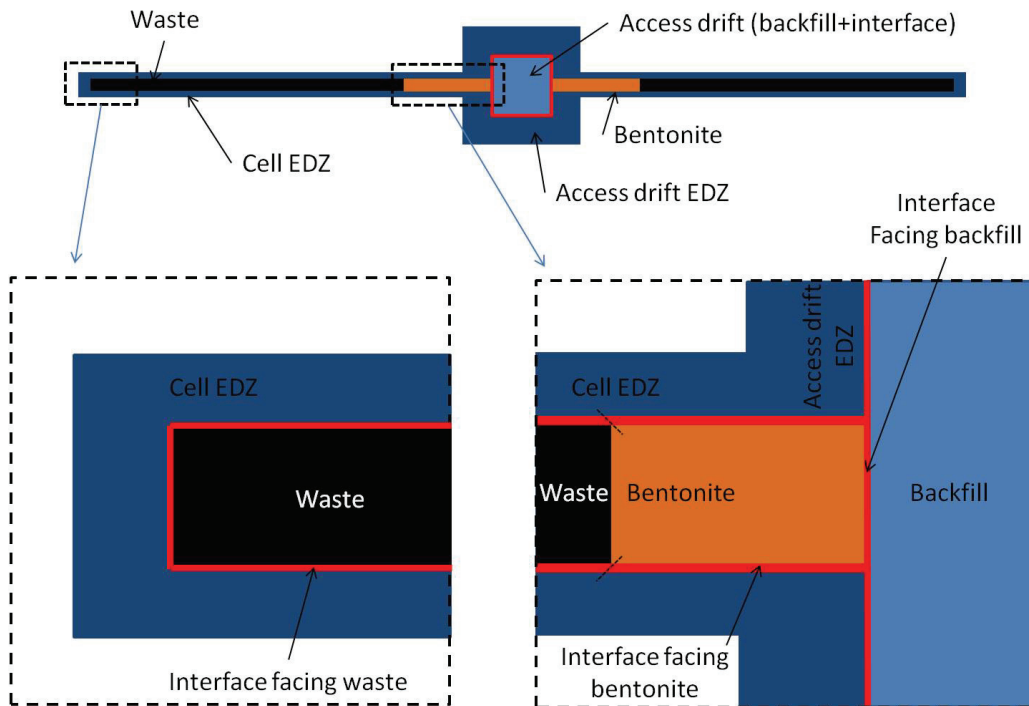 Waste
Access drift (backfill+interface)
Cell EDZ
Bentonite
Access drift EDZ
Interface
Facing backfill
Cell EDZ
Waste
Interface facing waste
Cell EDZ
Access drift
EDZ
Waste
Bentonite
Backfill
Interface facing
bentonite